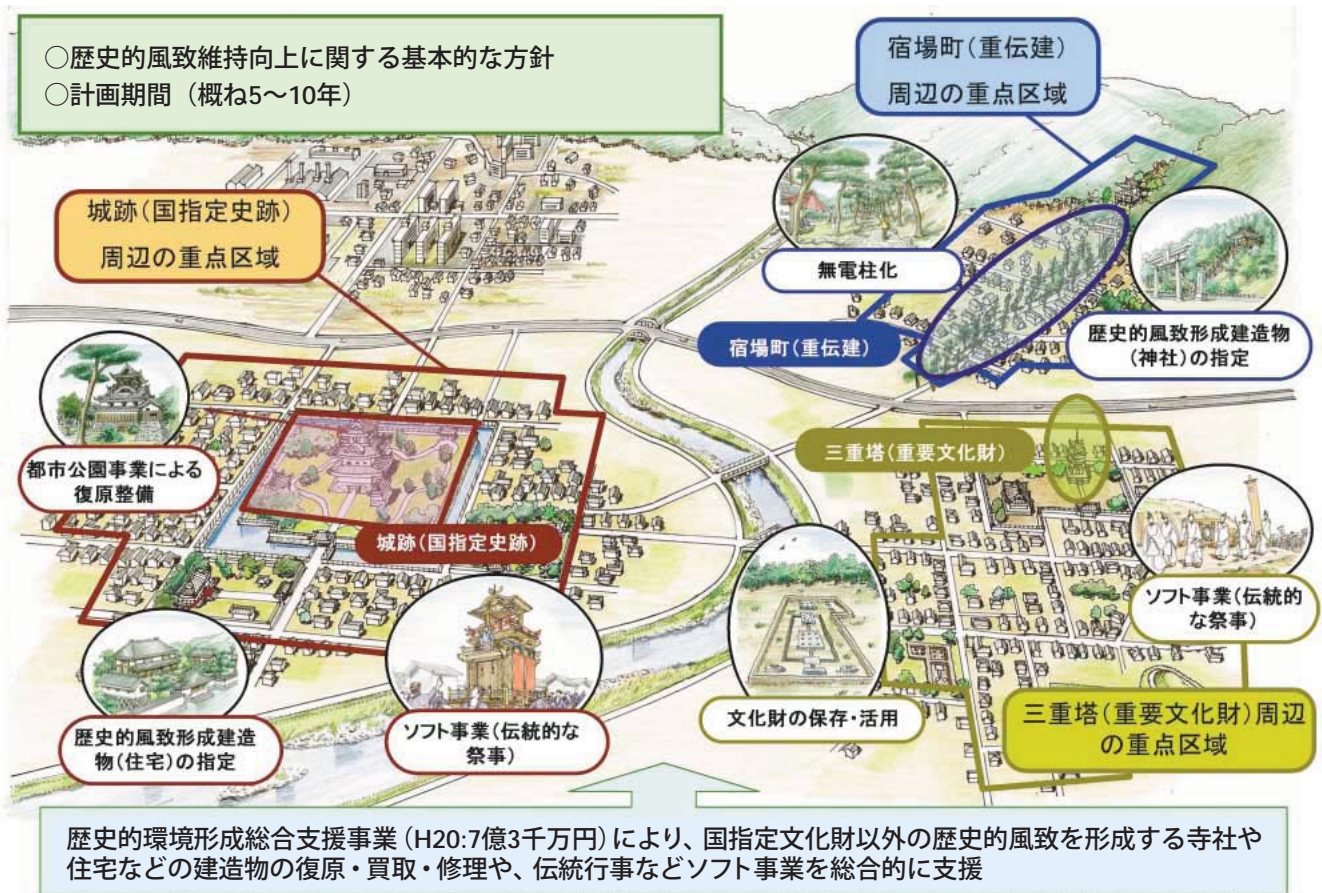 ○歴史的風致維持向上に関する基本的な方針
○計画期間（概ね5～10年）
宿場町(重伝建)
周辺の重点区域
城跡(国指定史跡)
周辺の重点区域
無電柱化
宿場町(重伝建)
歴史的風致形成建造物
(神社)の指定
都市公園事業による
復原整備
城跡(国指定史跡)
三重塔(重要文化財)
ソフト事業(伝統的
な祭事)
歴史的風致形成建造
物(住宅)の指定
ソフト事業(伝統的な
祭事)
文化財の保存・活用
三重塔(重要文化財)周辺
の重点区域
歴史的環境形成総合支援事業（H20:7億3千万円）により、国指定文化財以外の歴史的風致を形成する寺社や
住宅などの建造物の復原・買取・修理や、伝統行事などソフト事業を総合的に支援